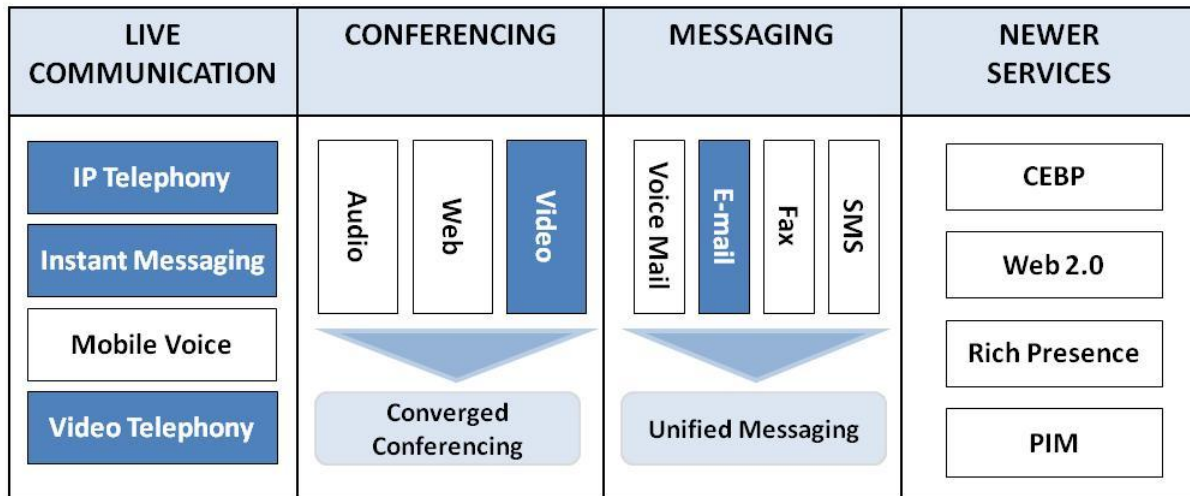 LIVE
COMMUNICATION
CONFERENCING
MESSAGING
NEWER
SERVICES
IP Telephony
Instant Messaging
Mobile Voice
Video Telephony
Audio
Web
Video
Converged
Conferencing
Voice Mail
E-mail
Fax
SMS
Unified Messaging
CEBP
Web 2.0
Rich Presence
PIM